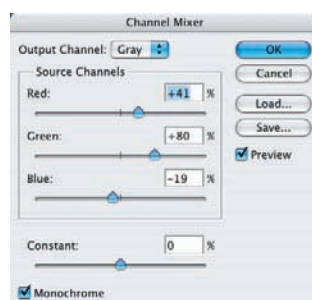 Channel Mixer
Output Channel: Gray
OK
Source Channels
Cancel
Red: +41 %
Load...
Green: +80 %
Save...
Preview
Blue: -19 %
Constant: 0 %
Monochrome